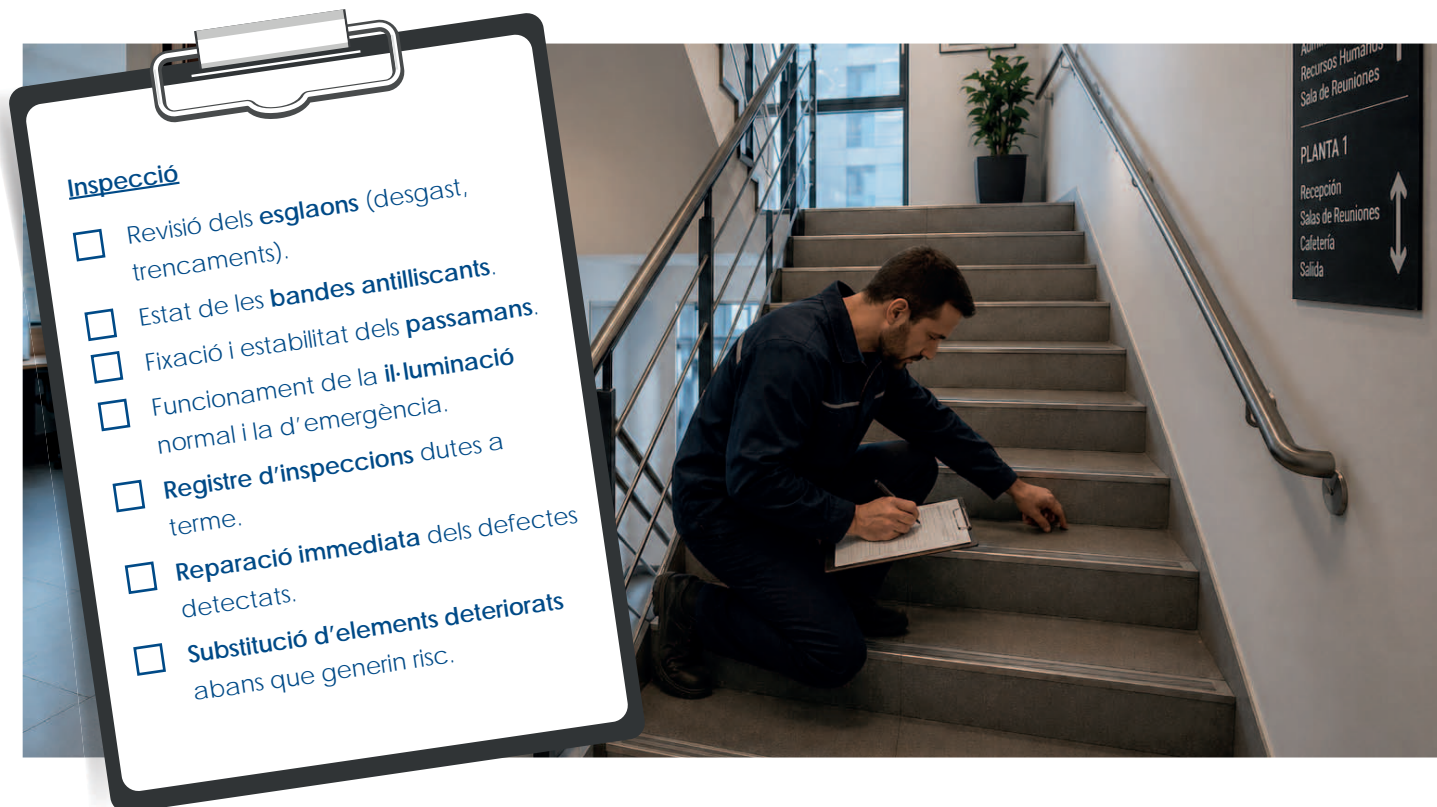 Inspecció
Revisió dels esglaons (desgast,
trencaments).
Estat de les bandes antilliscants.
Fixació i estabilitat dels passamans.
Funcionament de la il·luminació
normal i la d'emergència.
Registre d'inspeccions dutes a
terme.
Reparació immediata dels defectes
detectats.
Substitució d'elements deteriorats
abans que generin risc.
Recursos Humanos
Sala de Reuniones
PLANTA 1
Recepción
Salas de Reuniones
Cafetería
Salida